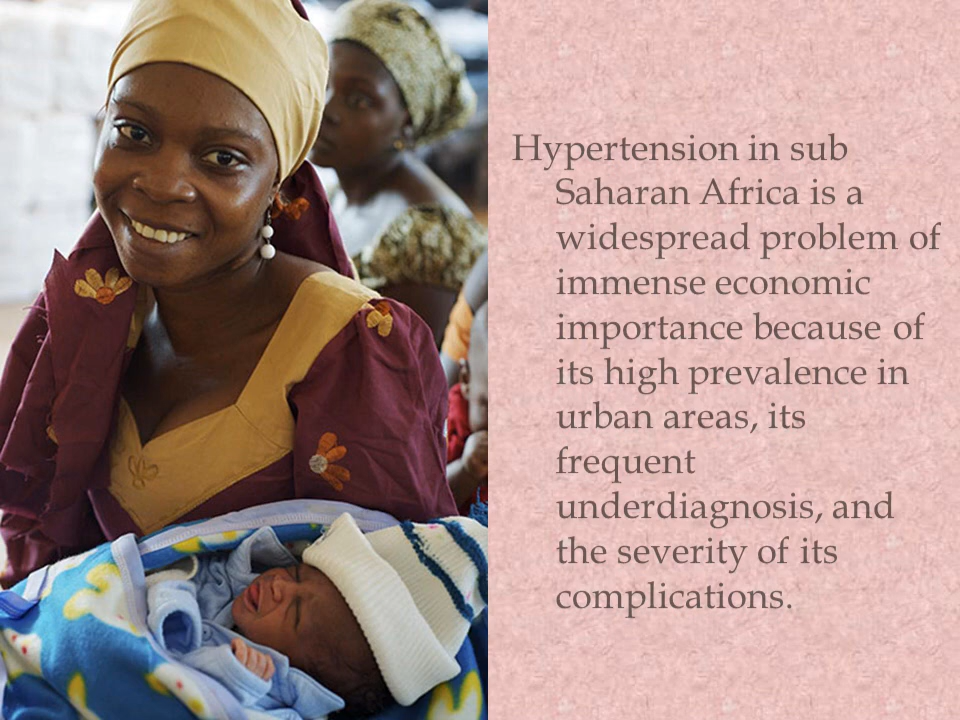 Hypertension in sub
Saharan Africa is a
widespread problem of
immense economic
importance because of
its high prevalence in
urban areas, its
frequent
underdiagnosis, and
the severity of its
complications.